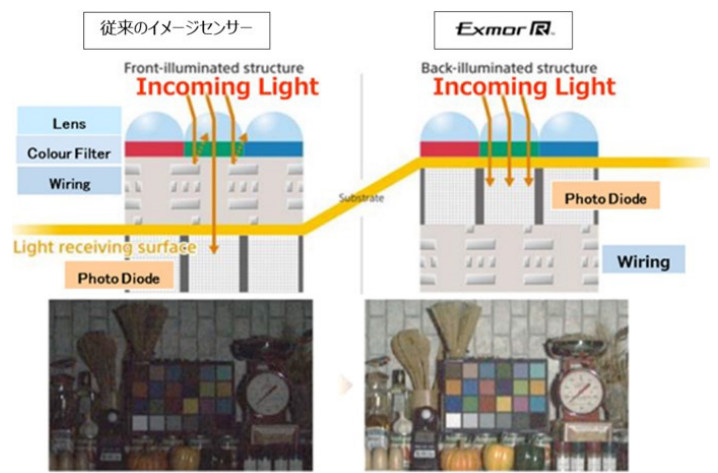 従来のイメージセンサー
Exmor R™
Front-illuminated structure
Incoming Light
Back-illuminated structure
Incoming Light
Lens
Colour Filter
Wiring
Substrate
Light receiving surface
Photo Diode
Photo Diode
Wiring